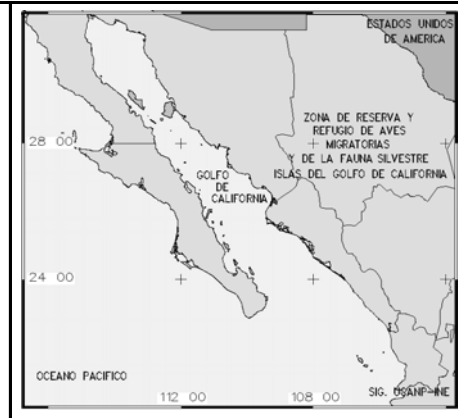 ESTADOS UNIDOS
DE AMERICA
ZONA DE RESERVA Y
REFUGIO DE AVES
MIGRATORIAS
Y DE LA FAUNA SILVESTRE
ISLAS DEL GOLFO DE CALIFORNIA
28 00
GOLFO
DE
CALIFORNIA
24 00
OCEANO PACIFICO
112 00
108 00
SIG. USANP-INE